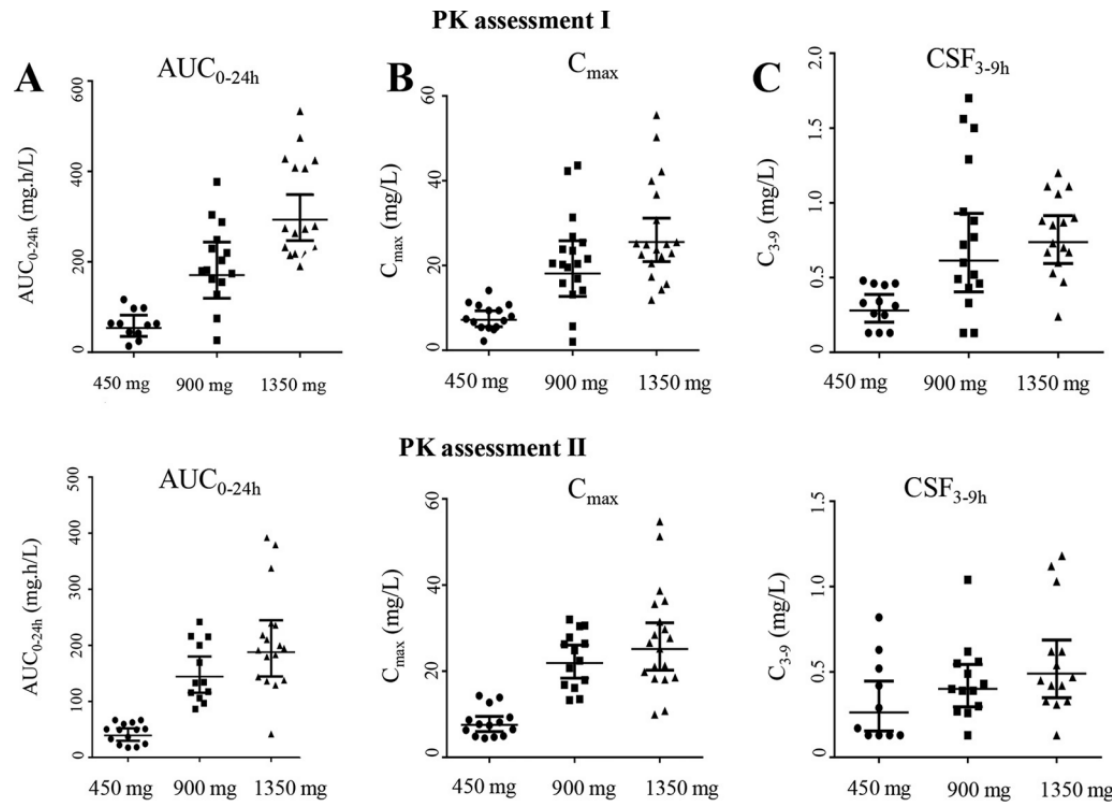 PK assessment I
A
AUC0-24h
AUC0-24h (mg.h/L)
600
400
200
0
450 mg 900 mg 1350 mg
B
Cmax
Cmax (mg/L)
60
40
20
0
450 mg 900 mg 1350 mg
C
CSF3-9h
C3-9 (mg/L)
2.0
1.5
1.0
0.5
0
450 mg 900 mg 1350 mg
PK assessment II
AUC0-24h
AUC0-24h (mg.h/L)
500
400
300
200
100
0
450 mg 900 mg 1350 mg
Cmax
Cmax (mg/L)
60
40
20
0
450 mg 900 mg 1350 mg
CSF3-9h
C3-9 (mg/L)
1.5
1.0
0.5
0
450 mg 900 mg 1350 mg